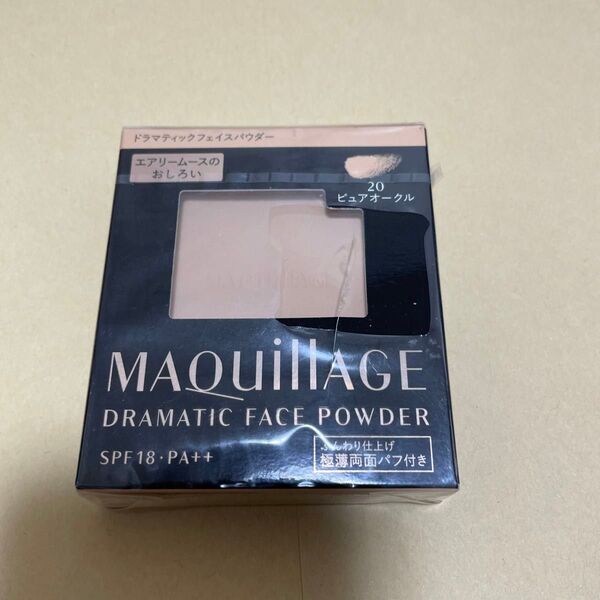 ドラマティックフェイスパウダー
エアリームースの
おしろい
20
ピュアオークル
MAQuillAGE
DRAMATIC FACE POWDER
SPF18・PA++
ふんわり仕上げ
極薄両面パフ付き